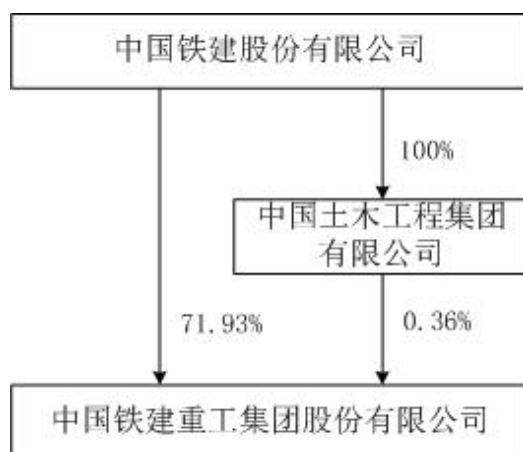 中国铁建股份有限公司
100%
中国土木工程集团
有限公司
71.93%
0.36%
中国铁建重工集团股份有限公司